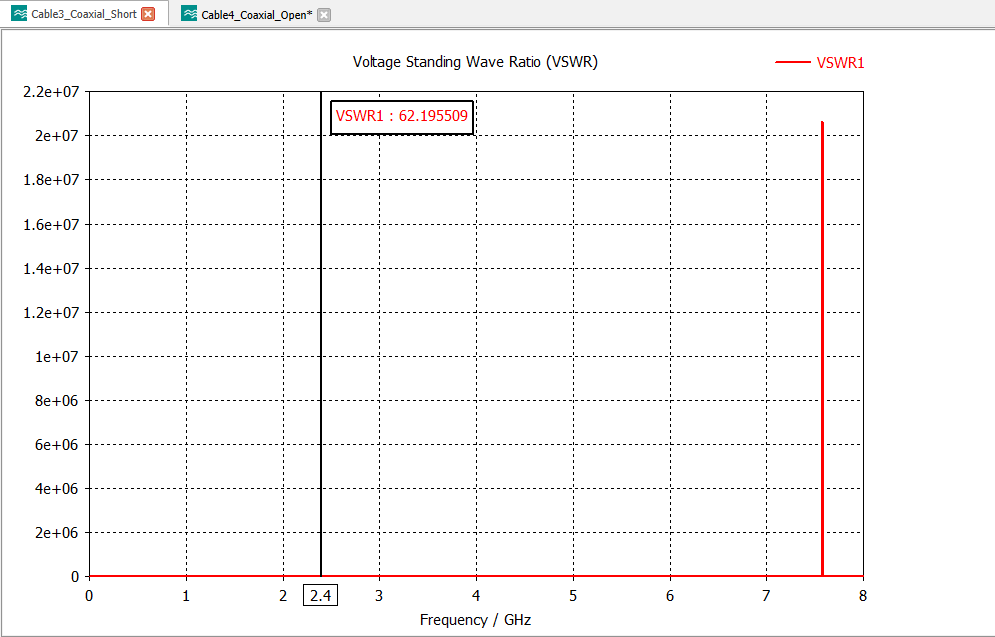 Cable3_Coaxial_Short Cable4_Coaxial_Open*
Voltage Standing Wave Ratio (VSWR)
VSWR1
VSWR1 : 62.195509
2.2e+07
2e+07
1.8e+07
1.6e+07
1.4e+07
1.2e+07
1e+07
8e+06
6e+06
4e+06
2e+06
0
0 1 2 2.4 3 4 5 6 7 8
Frequency / GHz